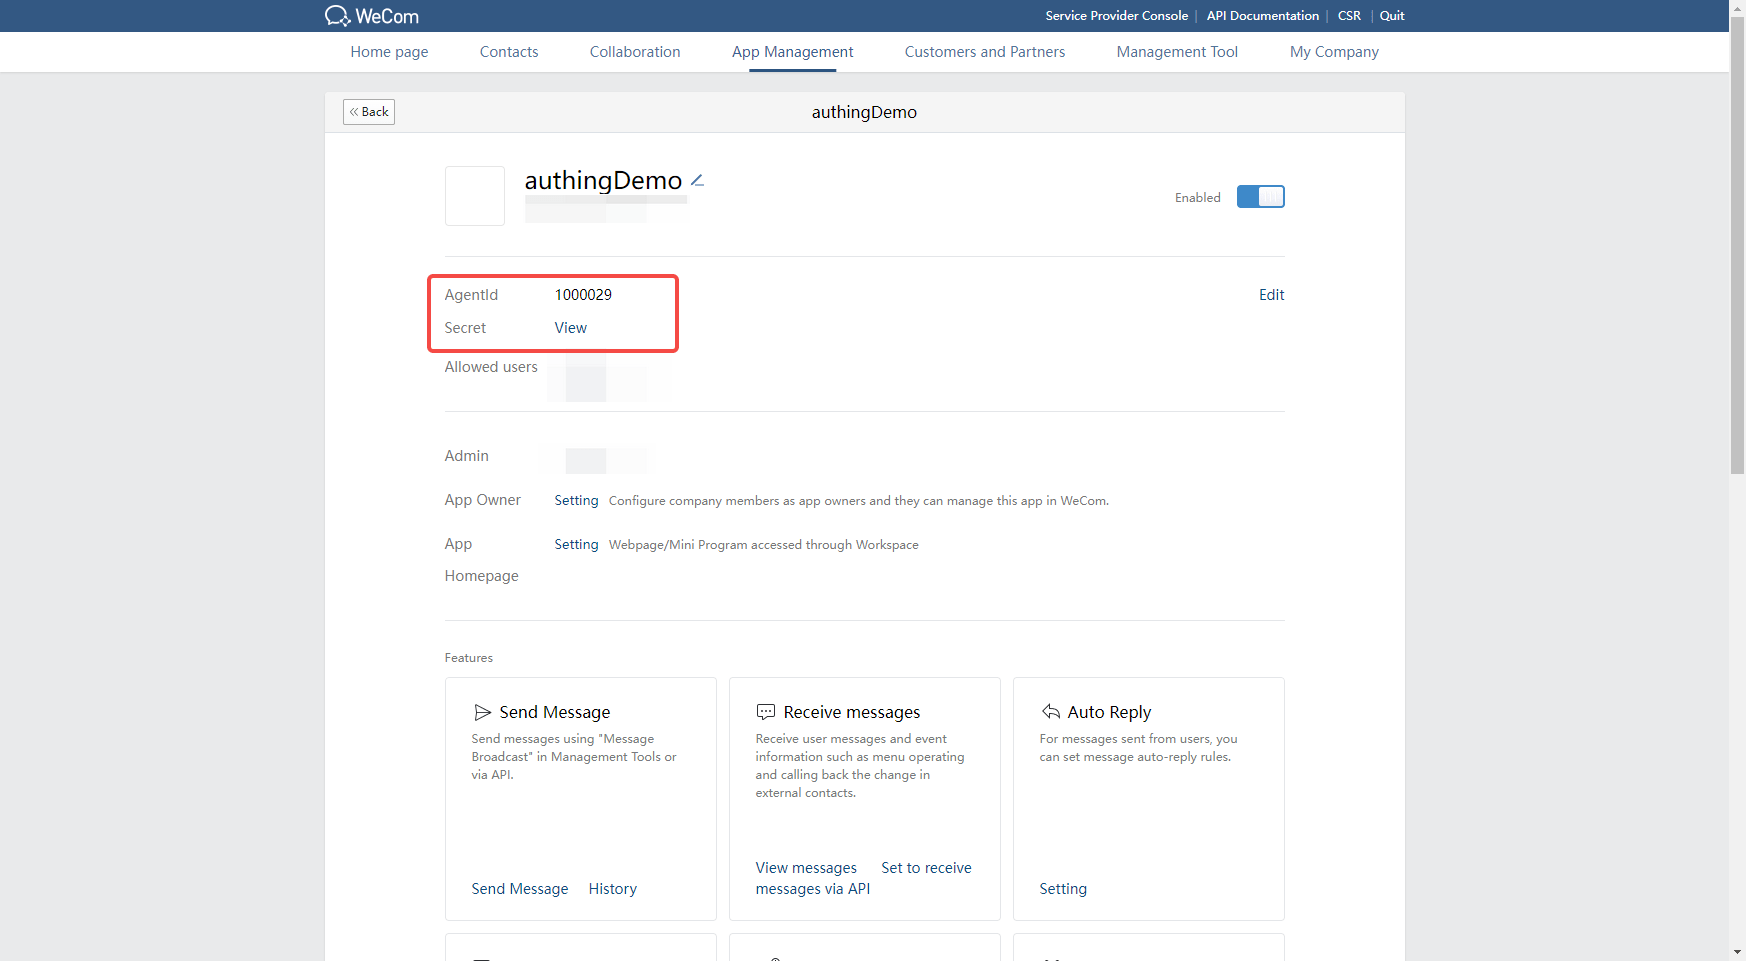 WeCom
Service Provider Console | API Documentation | CSR | Quit
Home page Contacts Collaboration App Management Customers and Partners Management Tool My Company
« Back
authingDemo
authingDemo
Enabled
AgentId 1000029
Edit
Secret View
Allowed users
Admin
App Owner Setting Configure company members as app owners and they can manage this app in WeCom.
App Setting Webpage/Mini Program accessed through Workspace
Homepage
Features
Send Message
Send messages using "Message
Broadcast" in Management Tools or
via API.
Send Message History
Receive messages
Receive user messages and event
information such as menu operating
and calling back the change in
external contacts.
View messages Set to receive
messages via API
Auto Reply
For messages sent from users, you
can set message auto-reply rules.
Setting